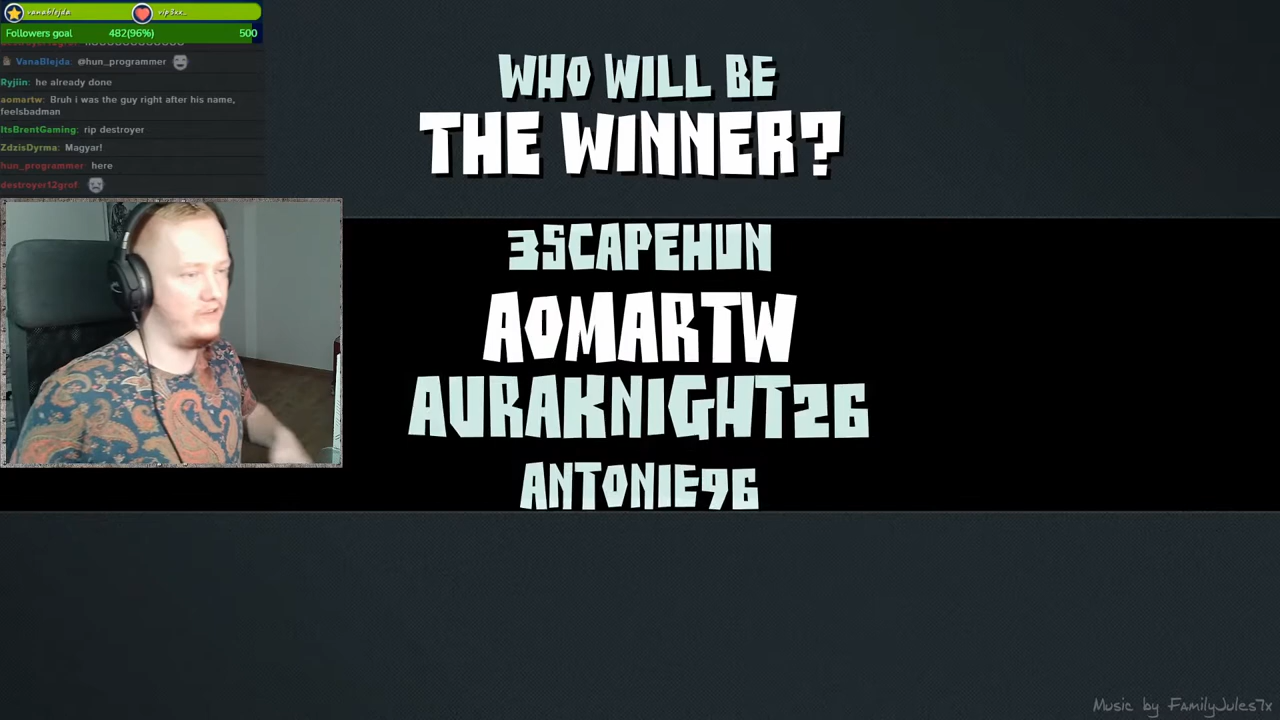 vanablejda vip3xx_
Followers goal 482(96%) 500
VanaBlejda: @hun_programmer
Ryjiin: he already done
aomartw: Bruh i was the guy right after his name,
feelsbadman
ItsBrentGaming: rip destroyer
ZdzisDyrma: Magyar!
hun_programmer: here
destroyer12grof:
WHO WILL BE
THE WINNER?
3SCAPEHUN
AOMARTW
AURAKNIGHT26
ANTONIE96
Music by FamilyJules7x